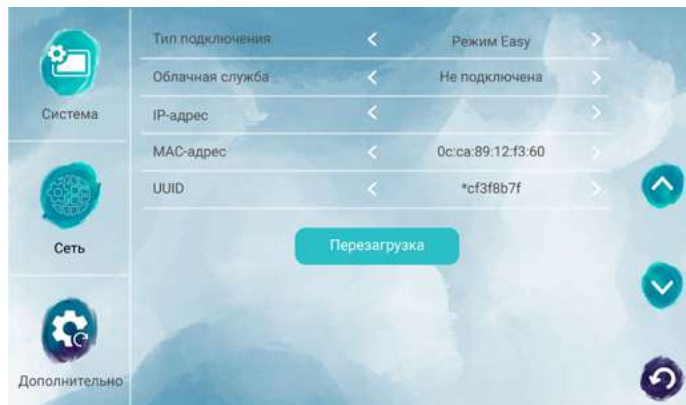 Тип подключения Режим Easy
Облачная служба Не подключена
Система
IP-адрес
MAC-адрес 0c:ca:89:12:f3:60
UUID *cf3f8b7f
Сеть
Перезагрузка
Дополнительно